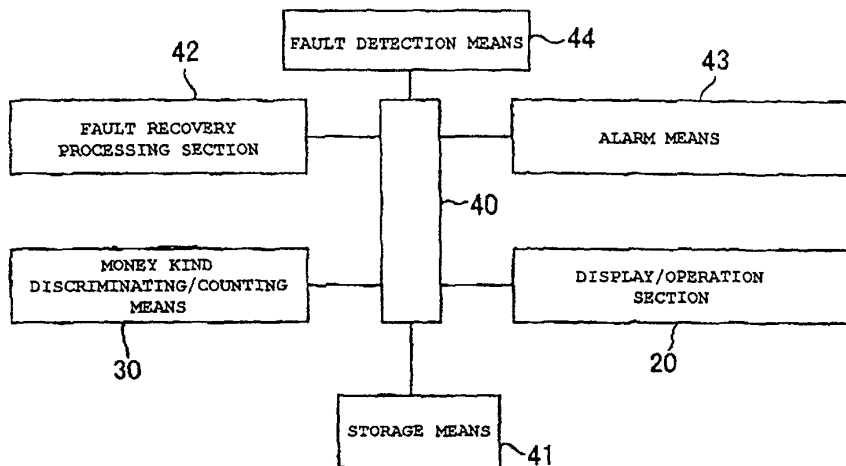 FAULT DETECTION MEANS
44
42
43
FAULT RECOVERY
PROCESSING SECTION
ALARM MEANS
40
MONEY KIND
DISCRIMINATING/COUNTING
MEANS
DISPLAY/OPERATION
SECTION
30
20
STORAGE MEANS
41